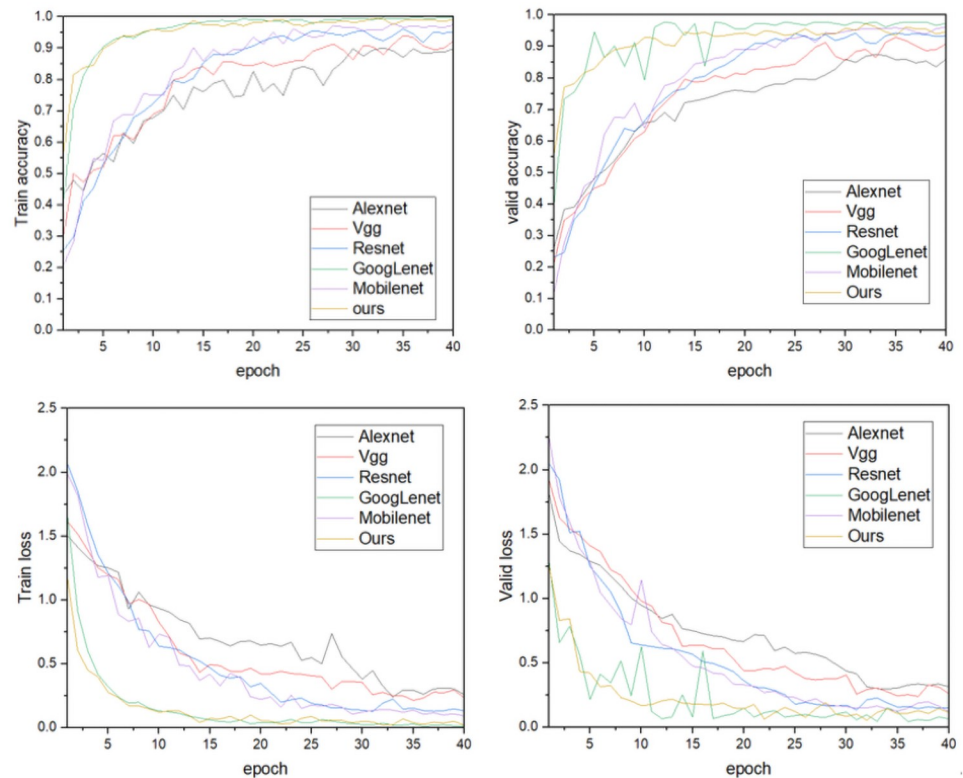 Train accuracy
1.0
0.9
0.8
0.7
0.6
0.5
0.4
0.3
0.2
0.1
0.0
Alexnet
Vgg
Resnet
GoogLenet
Mobilenet
ours
5 10 15 20 25 30 35 40
epoch
valid accuracy
1.0
0.9
0.8
0.7
0.6
0.5
0.4
0.3
0.2
0.1
0.0
Alexnet
Vgg
Resnet
GoogLenet
Mobilenet
Ours
5 10 15 20 25 30 35 40
epoch
Train loss
2.5
2.0
1.5
1.0
0.5
0.0
Alexnet
Vgg
Resnet
GoogLenet
Mobilenet
Ours
5 10 15 20 25 30 35 40
epoch
Valid loss
2.5
2.0
1.5
1.0
0.5
0.0
Alexnet
Vgg
Resnet
GoogLenet
Mobilenet
Ours
5 10 15 20 25 30 35 40
epoch